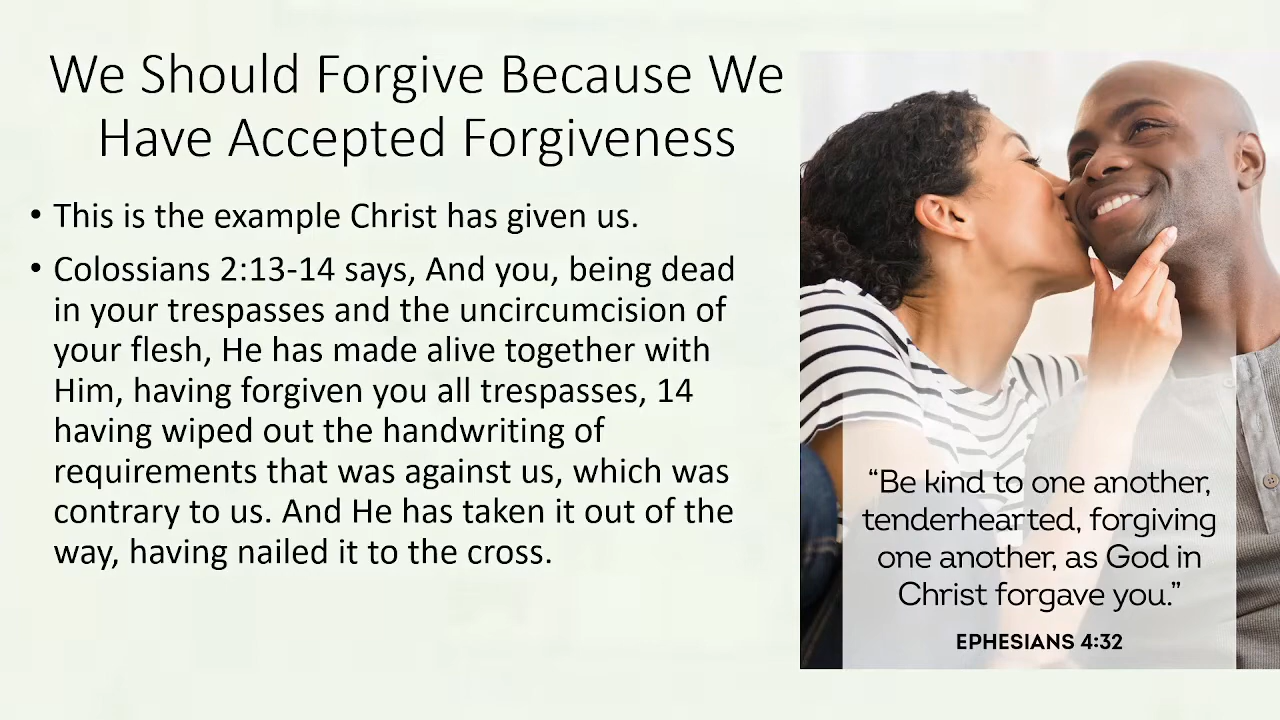 We Should Forgive Because We
Have Accepted Forgiveness
• This is the example Christ has given us.
• Colossians 2:13-14 says, And you, being dead
in your trespasses and the uncircumcision of
your flesh, He has made alive together with
Him, having forgiven you all trespasses, 14
having wiped out the handwriting of
requirements that was against us, which was
contrary to us. And He has taken it out of the
way, having nailed it to the cross.
“Be kind to one another,
tenderhearted, forgiving
one another, as God in
Christ forgave you.”
EPHESIANS 4:32